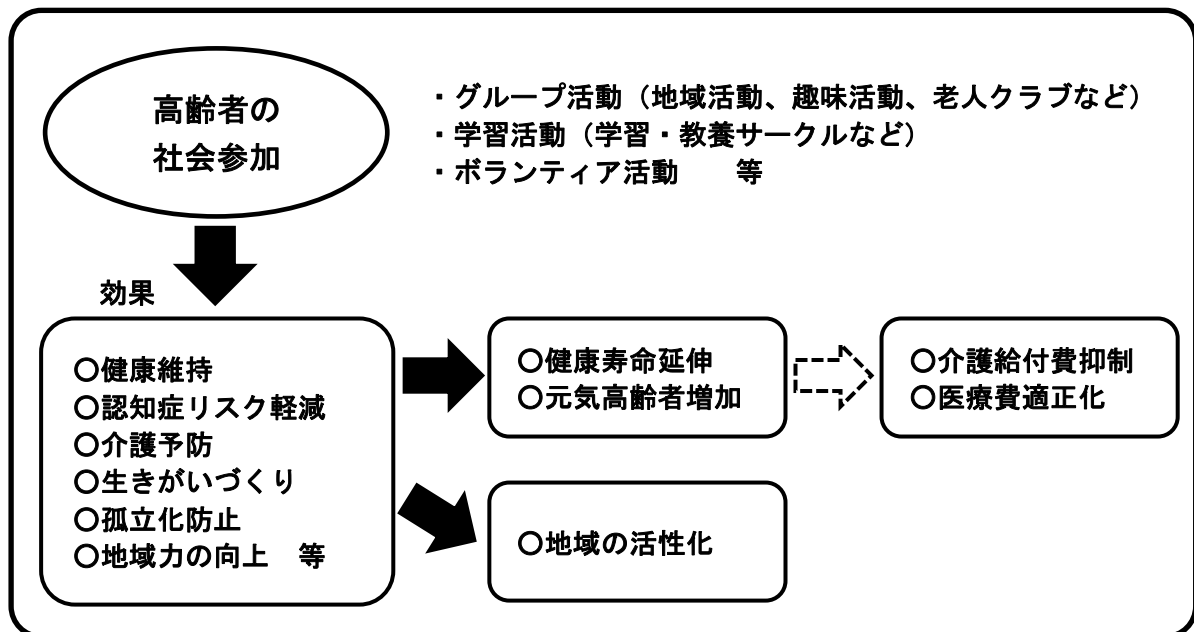 高齢者の
社会参加
・グループ活動（地域活動、趣味活動、老人クラブなど）
・学習活動（学習・教養サークルなど）
・ボランティア活動　　等
効果
○健康維持
○認知症リスク軽減
○介護予防
○生きがいづくり
○孤立化防止
○地域力の向上　等
○健康寿命延伸
○元気高齢者増加
○介護給付費抑制
○医療費適正化
○地域の活性化